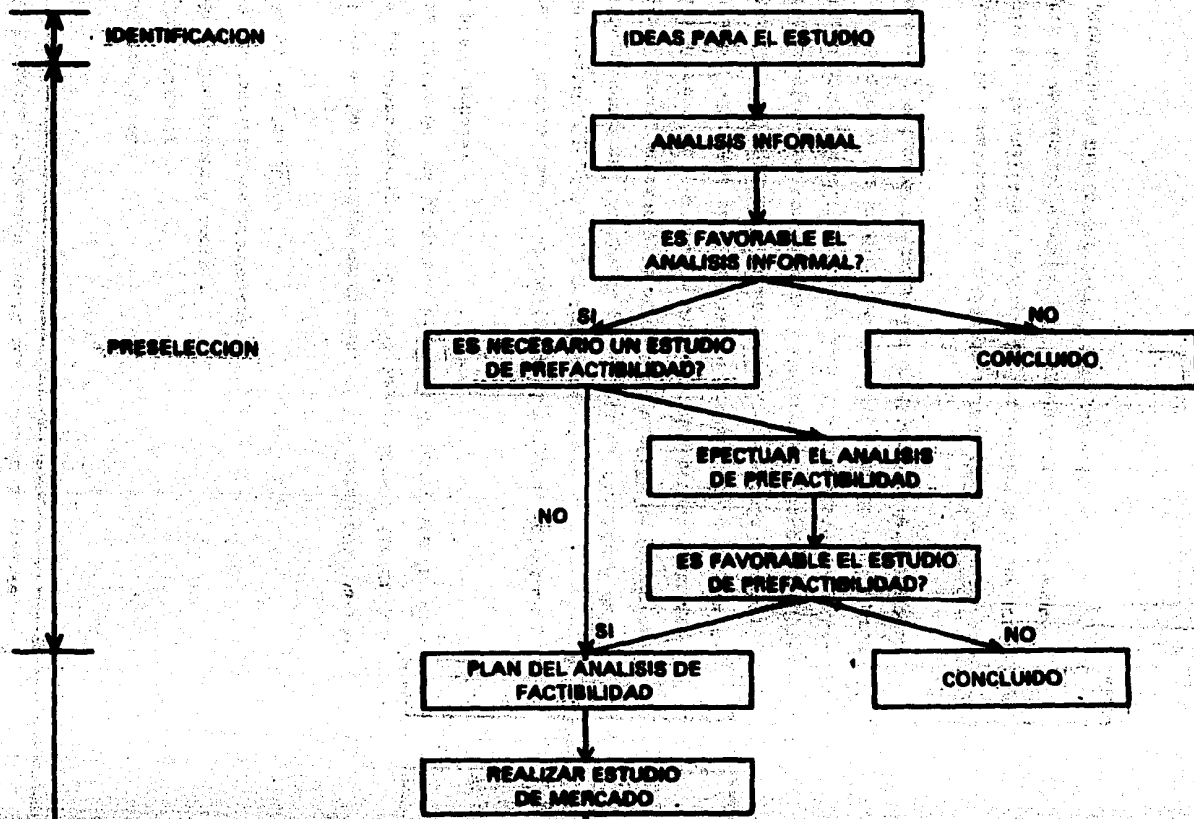 IDENTIFICACION
IDEAS PARA EL ESTUDIO
ANALISIS INFORMAL
ES FAVORABLE EL
ANALISIS INFORMAL?
SI
NO
PRESELECCION
ES NECESARIO UN ESTUDIO
DE PREFACTIBILIDAD?
CONCLUIDO
EFECTUAR EL ANALISIS
DE PREFACTIBILIDAD
NO
ES FAVORABLE EL ESTUDIO
DE PREFACTIBILIDAD?
SI
NO
PLAN DEL ANALISIS DE
FACTIBILIDAD
CONCLUIDO
REALIZAR ESTUDIO
DE MERCADO